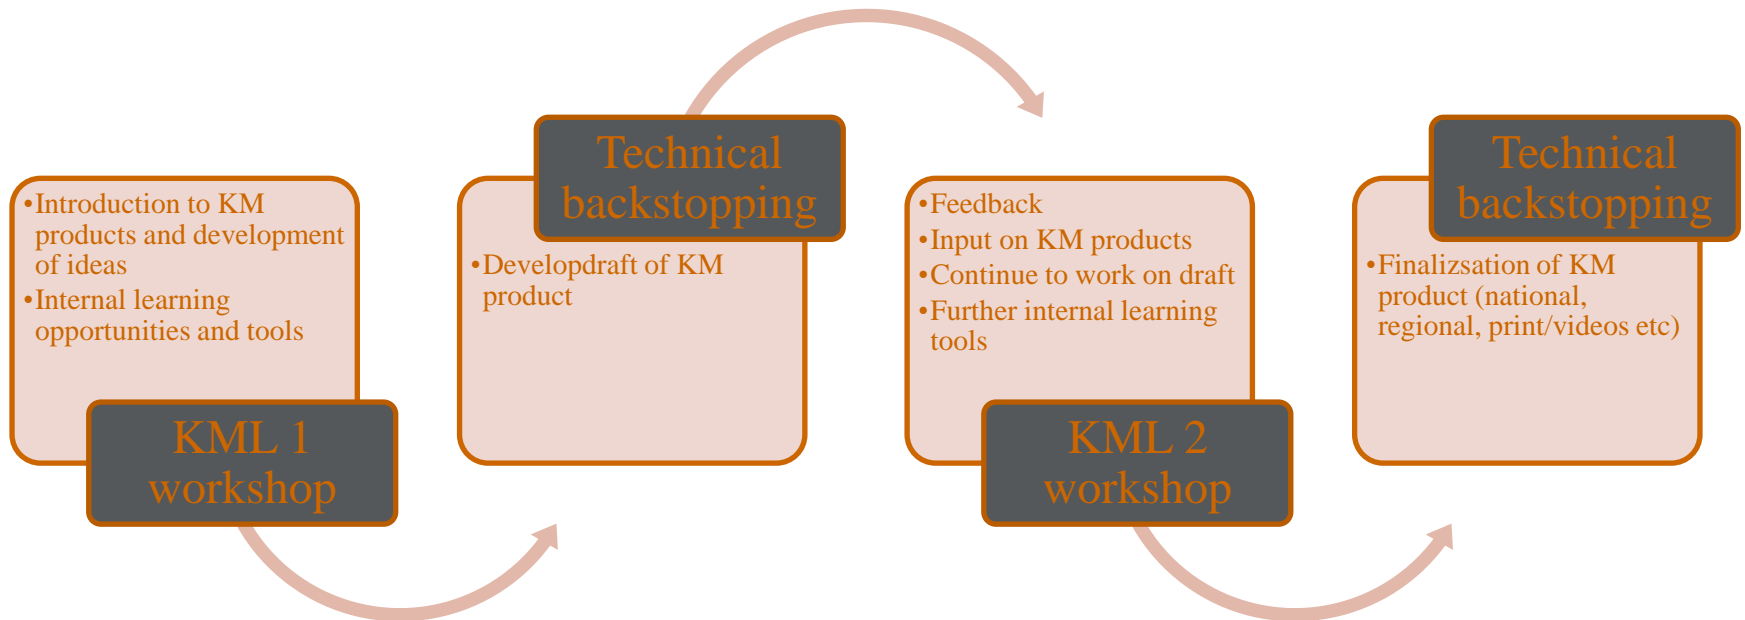 •Introduction to KM
products and development
of ideas
•Internal learning
opportunities and tools
KML 1
workshop
Technical
backstopping
•Developdraft of KM
product
•Feedback
•Input on KM products
•Continue to work on draft
•Further internal learning
tools
KML 2
workshop
Technical
backstopping
•Finalizsation of KM
product (national,
regional, print/videos etc)